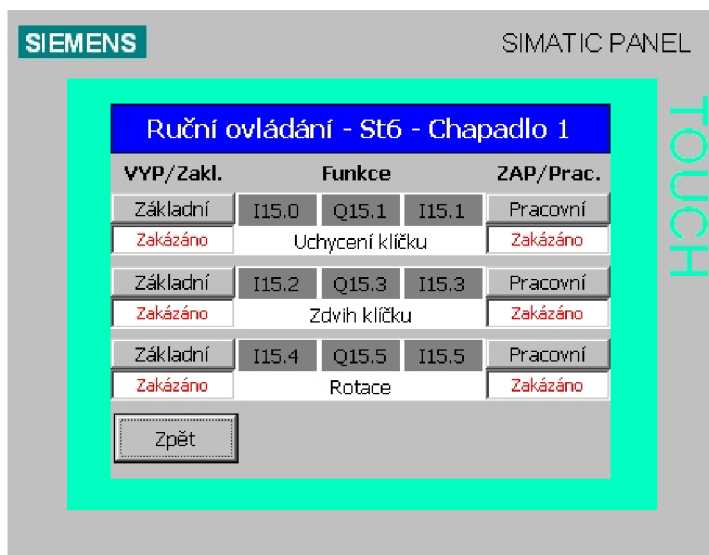 SIEMENS SIMATIC PANEL
TOUCH
Ruční ovládání - St6 - Chapadlo 1
VYP/Zakl. Funkce ZAP/Prac.
Základní I15.0 Q15.1 I15.1 Pracovní
Zakázáno Uchycení klíčku Zakázáno
Základní I15.2 Q15.3 I15.3 Pracovní
Zakázáno Zdvih klíčku Zakázáno
Základní I15.4 Q15.5 I15.5 Pracovní
Zakázáno Rotace Zakázáno
Zpět